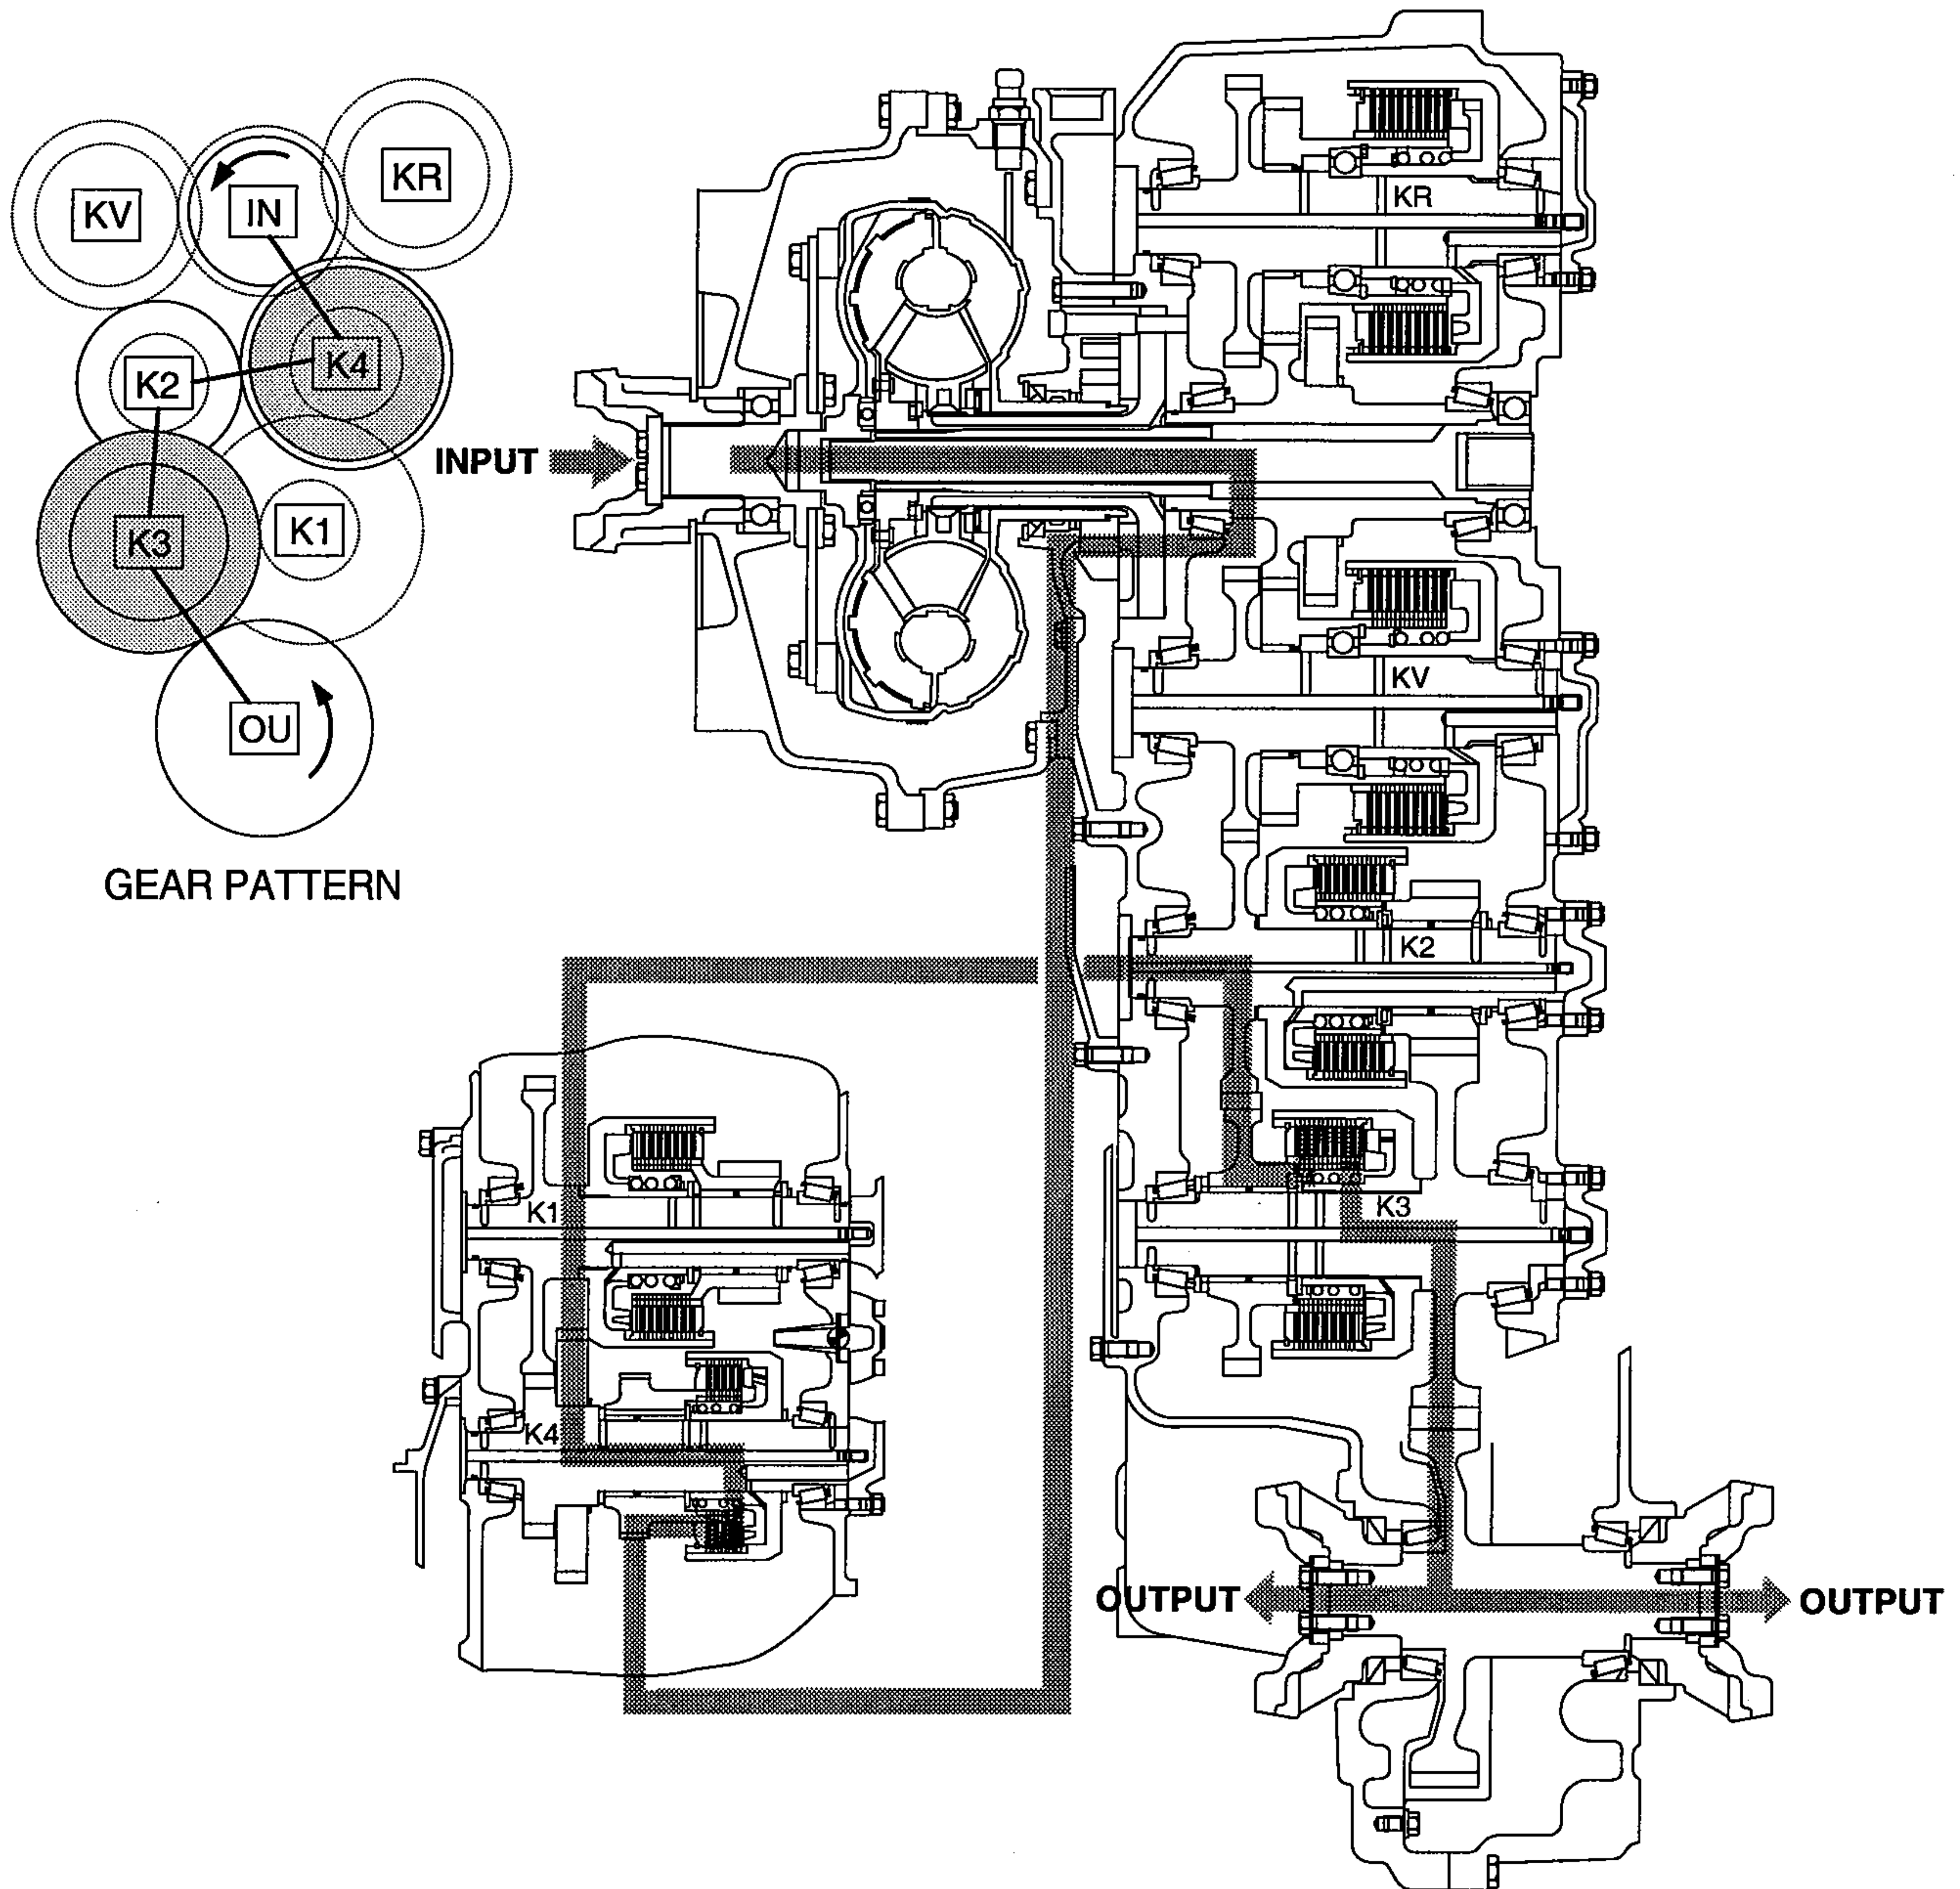 KV
IN
KR
K2
K4
K3
K1
OU
GEAR PATTERN
INPUT
KR
KV
K2
K3
K1
K4
OUTPUT
OUTPUT